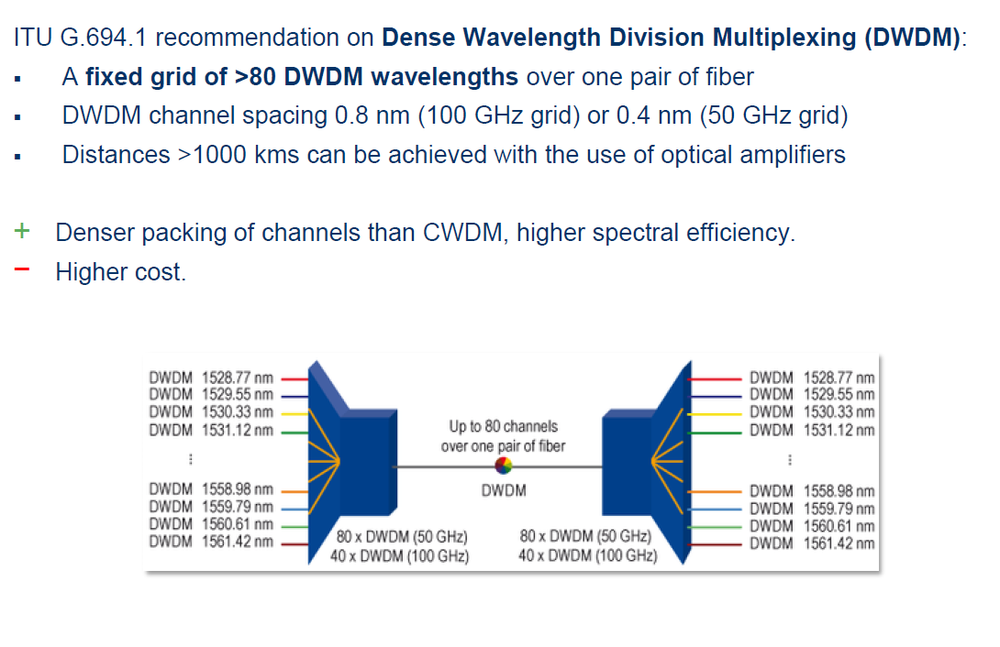 ITU G.694.1 recommendation on Dense Wavelength Division Multiplexing (DWDM):
▪ A fixed grid of >80 DWDM wavelengths over one pair of fiber
▪ DWDM channel spacing 0.8 nm (100 GHz grid) or 0.4 nm (50 GHz grid)
▪ Distances >1000 kms can be achieved with the use of optical amplifiers
+ Denser packing of channels than CWDM, higher spectral efficiency.
− Higher cost.
DWDM 1528.77 nm
DWDM 1529.55 nm
DWDM 1530.33 nm
DWDM 1531.12 nm
⋮
DWDM 1558.98 nm
DWDM 1559.79 nm
DWDM 1560.61 nm
DWDM 1561.42 nm
Up to 80 channels
over one pair of fiber
DWDM
80 x DWDM (50 GHz)
40 x DWDM (100 GHz)
80 x DWDM (50 GHz)
40 x DWDM (100 GHz)
DWDM 1528.77 nm
DWDM 1529.55 nm
DWDM 1530.33 nm
DWDM 1531.12 nm
⋮
DWDM 1558.98 nm
DWDM 1559.79 nm
DWDM 1560.61 nm
DWDM 1561.42 nm